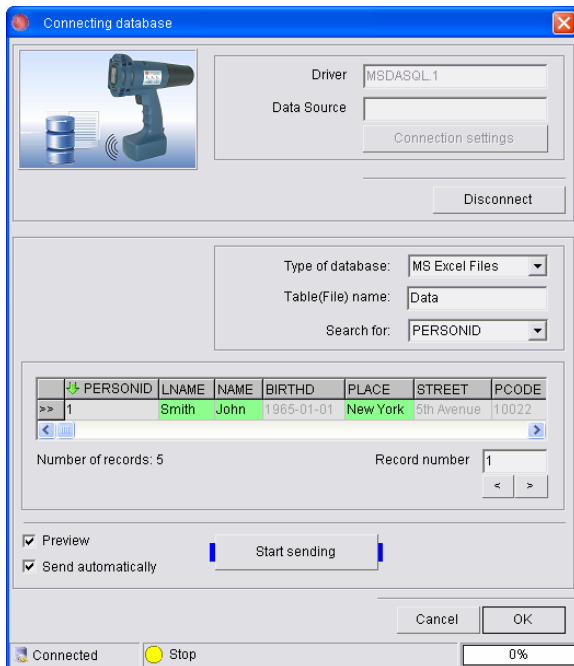 Connecting database
Driver MSDASQL.1
Data Source
Connection settings
Disconnect
Type of database: MS Excel Files
Table(File) name: Data
Search for: PERSONID
PERSONID LNAME NAME BIRTHD PLACE STREET PCODE
>> 1 Smith John 1965-01-01 New York 5th Avenue 10022
Number of records: 5 Record number 1
< >
Preview
Start sending
Send automatically
Cancel OK
Connected Stop 0%